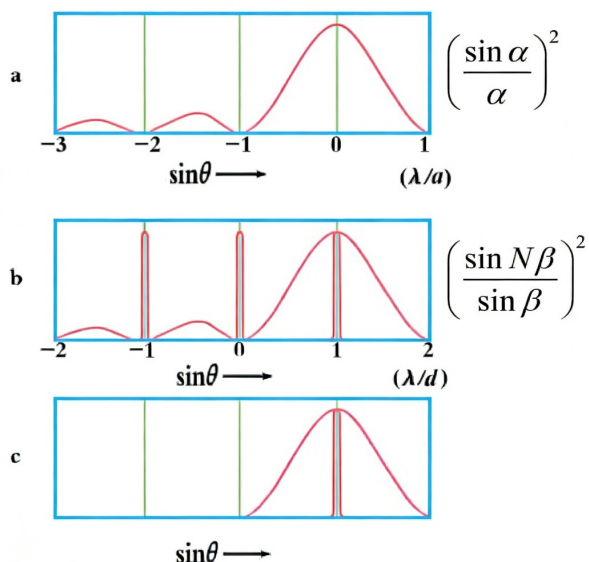 a
(sin α / α)²
−3 −2 −1 0 1
sinθ ⟶ (λ/a)
b
(sin Nβ / sin β)²
−2 −1 0 1 2
sinθ ⟶ (λ/d)
c
sinθ ⟶